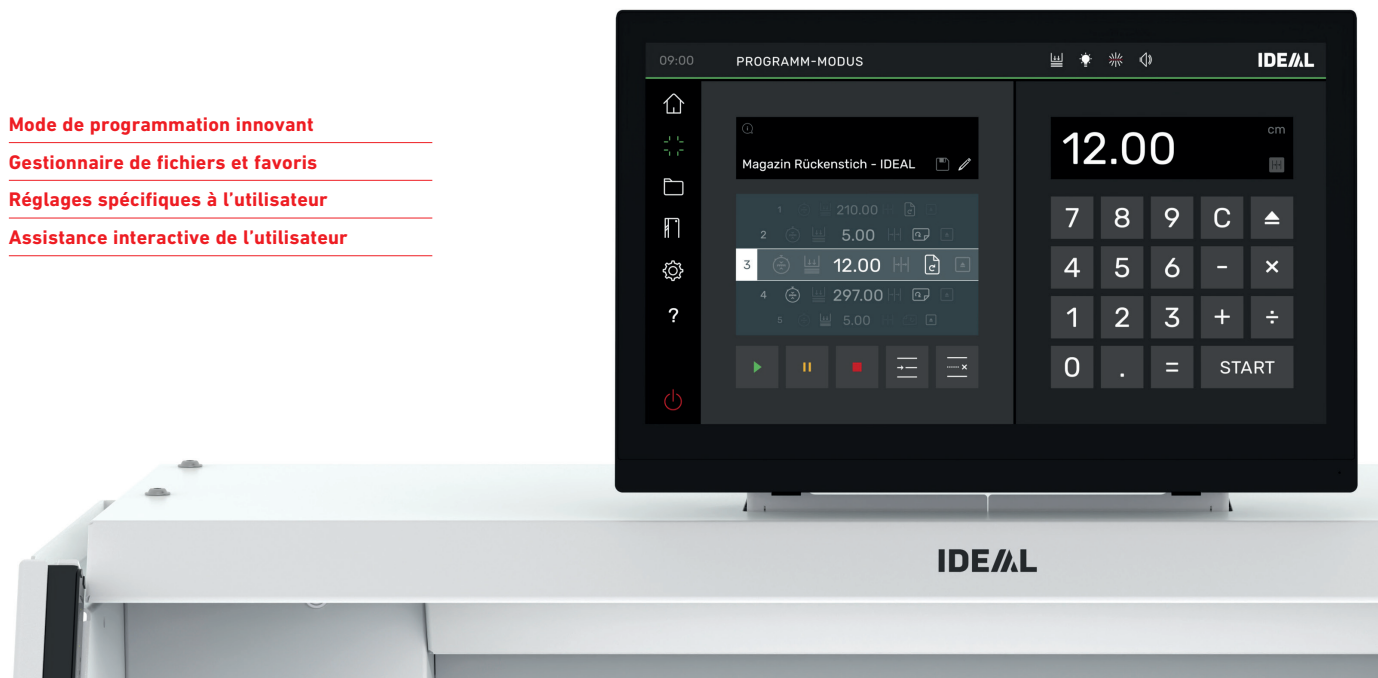 Mode de programmation innovant
Gestionnaire de fichiers et favoris
Réglages spécifiques à l’utilisateur
Assistance interactive de l’utilisateur
09:00 PROGRAMM-MODUS IDEAL
Magazin Rückenstich - IDEAL
1 210.00
2 5.00
3 12.00
4 297.00
5 5.00
?
12.00 cm
7 8 9 C
4 5 6 - ×
1 2 3 + ÷
0 . = START
IDEAL